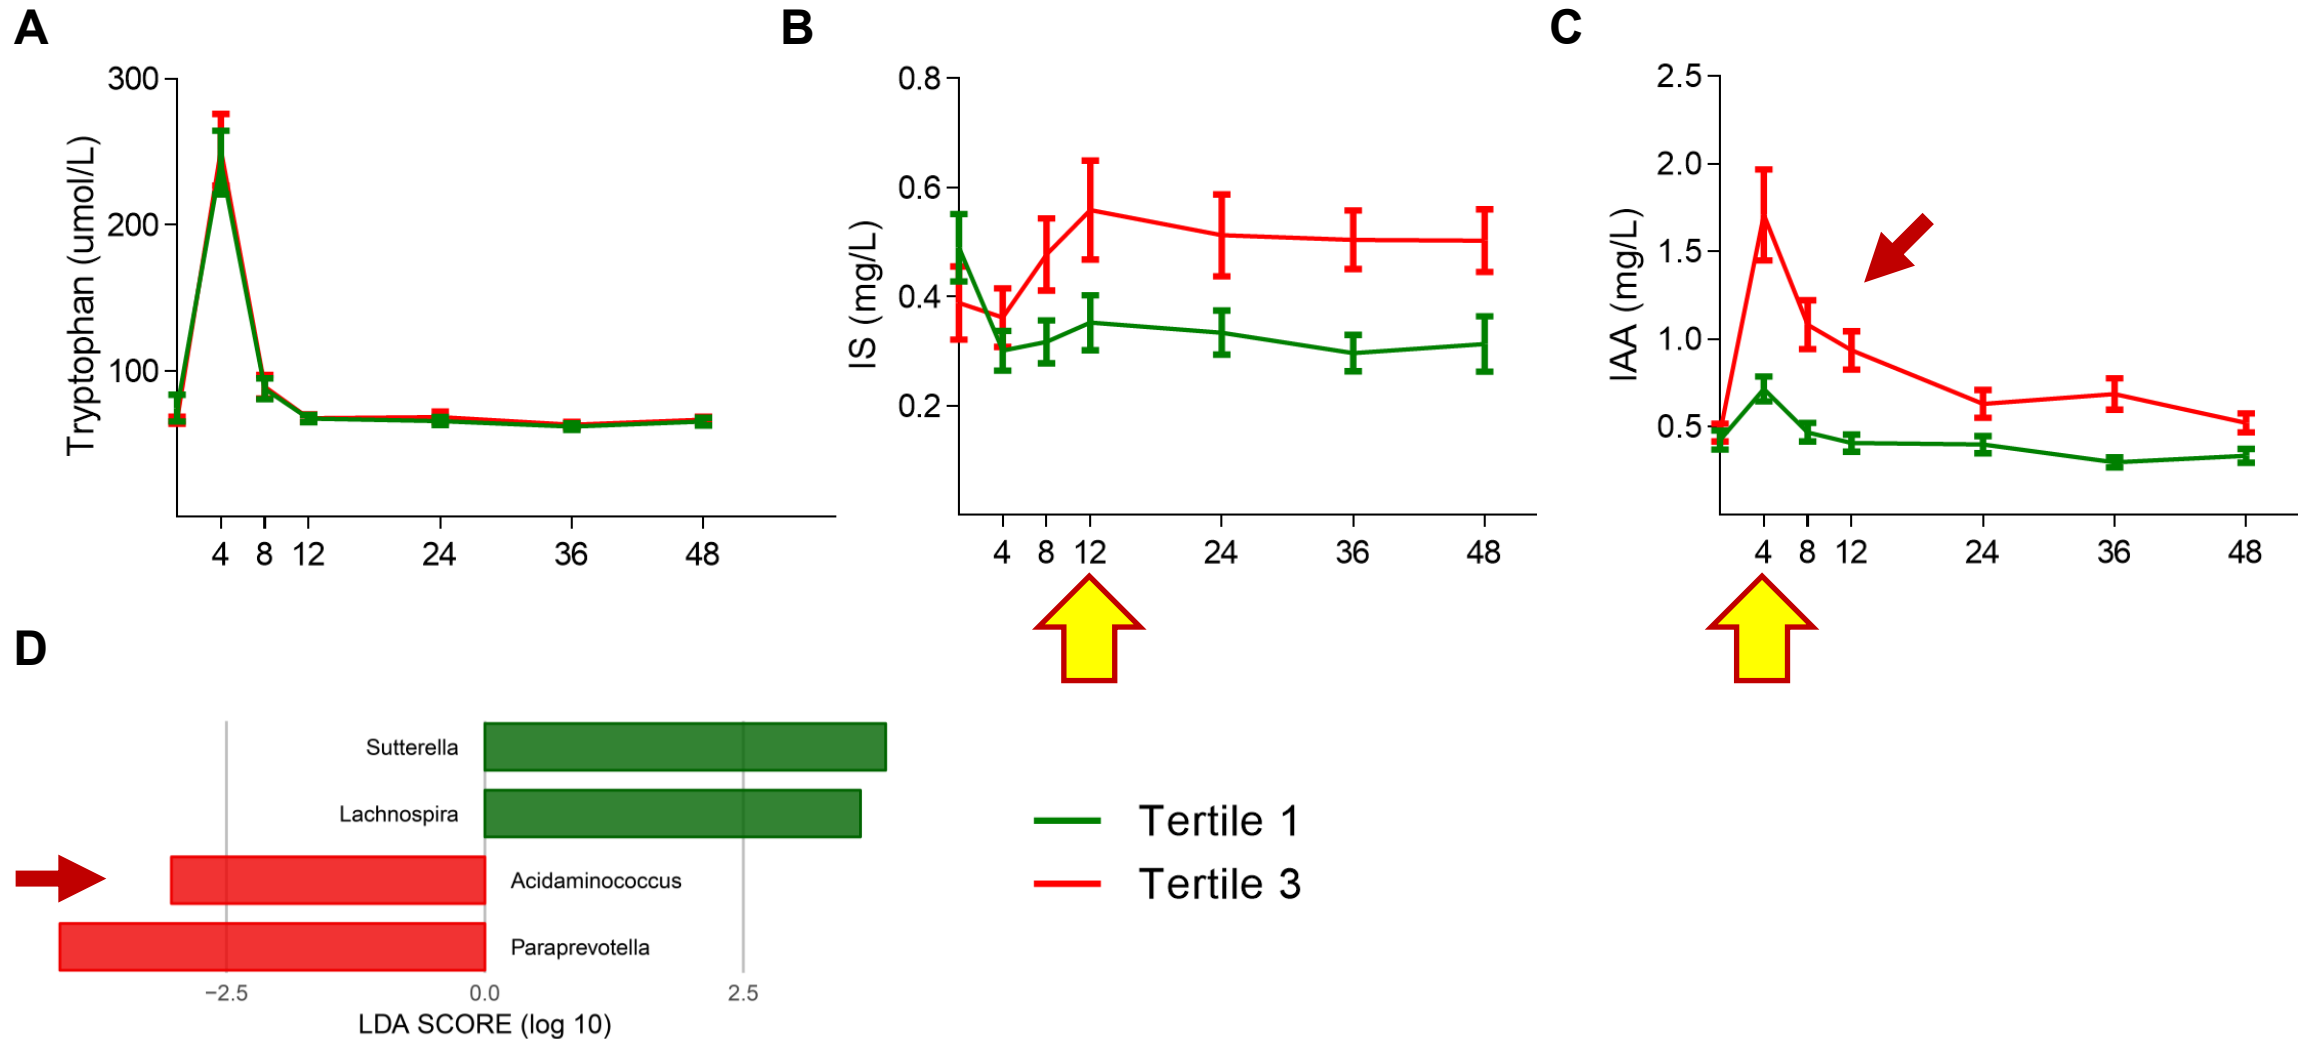 A
B
C
Tryptophan (umol/L)
300
200
100
4 8 12 24 36 48
IS (mg/L)
0.8
0.6
0.4
0.2
4 8 12 24 36 48
IAA (mg/L)
2.5
2.0
1.5
1.0
0.5
4 8 12 24 36 48
D
Sutterella
Lachnospira
Acidaminococcus
Paraprevotella
−2.5 0.0 2.5
LDA SCORE (log 10)
Tertile 1
Tertile 3